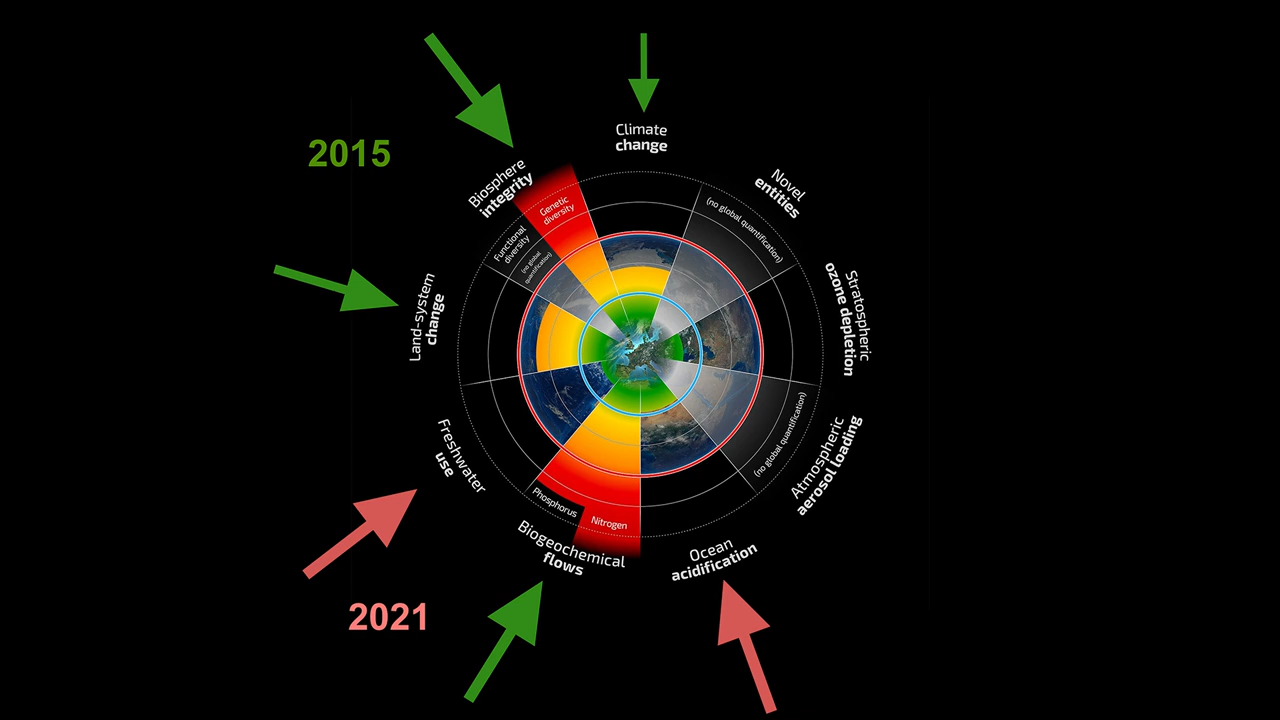 2015
Climate
change
Novel
entities
(no global quantification)
Stratospheric
ozone depletion
Atmospheric
aerosol loading
(no global quantification)
Ocean
acidification
Biogeochemical
flows
Phosphorus
Nitrogen
Freshwater
use
Land-system
change
Biosphere
integrity
Genetic
diversity
Functional
diversity
(no global
quantification)
2021